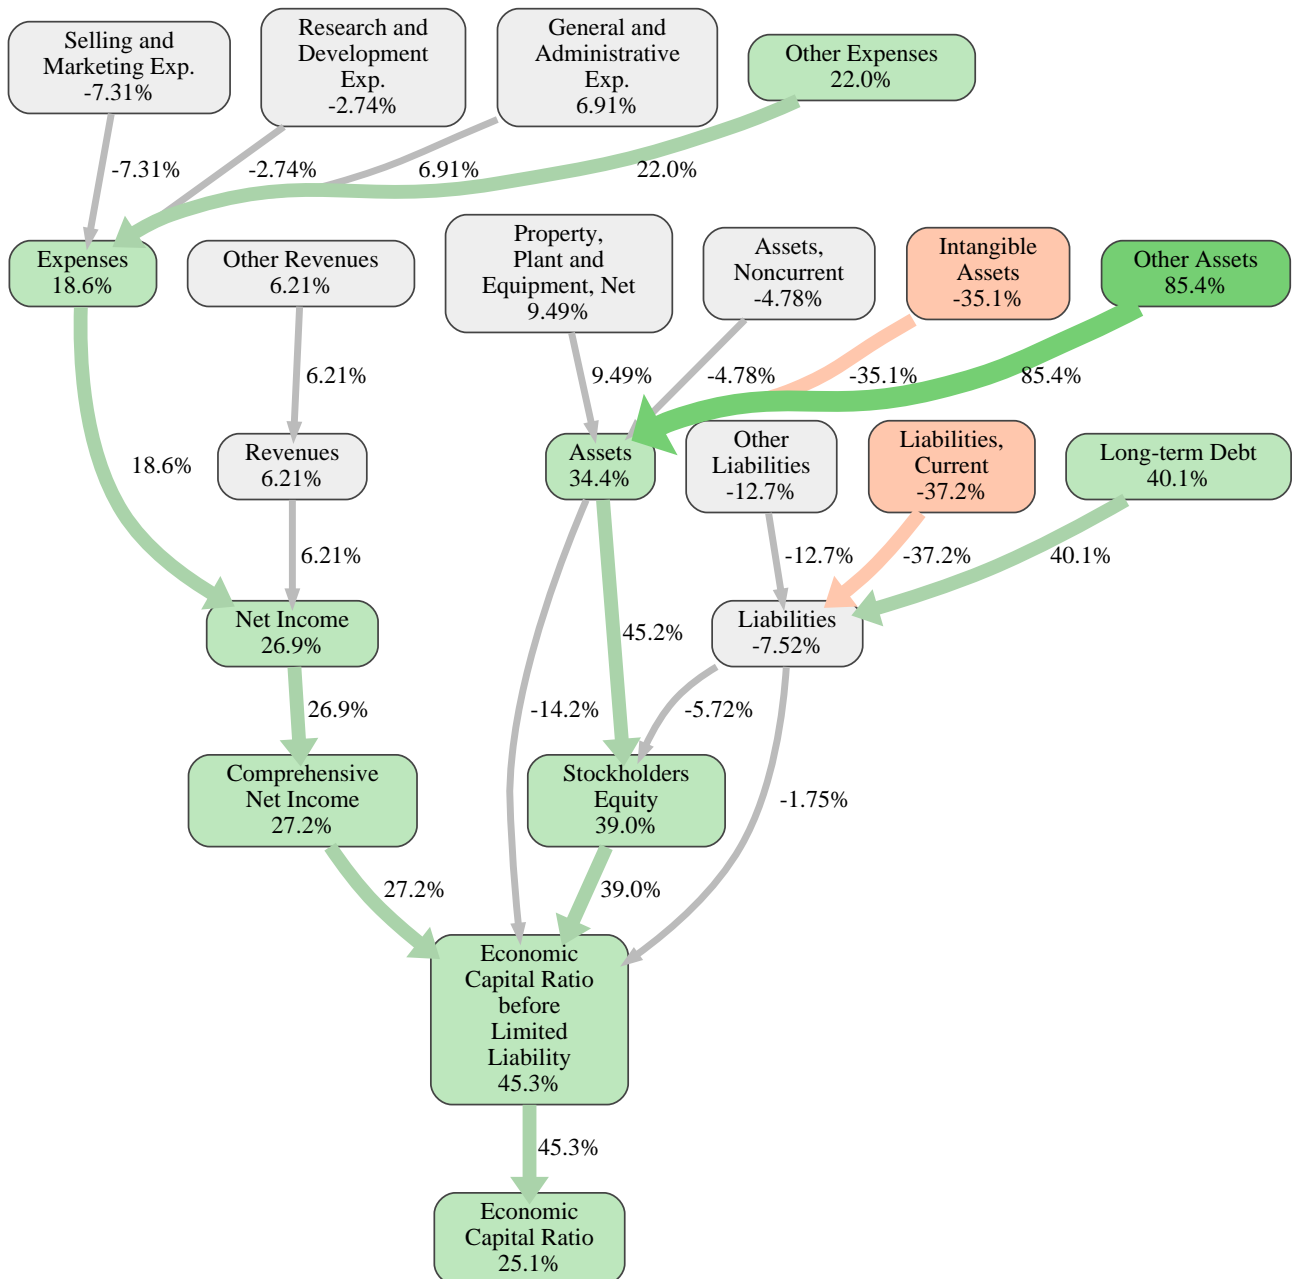 Selling and
Marketing Exp.
-7.31%
Research and
Development
Exp.
-2.74%
General and
Administrative
Exp.
6.91%
Other Expenses
22.0%
-7.31%
-2.74%
6.91%
22.0%
Expenses
18.6%
Other Revenues
6.21%
Property,
Plant and
Equipment, Net
9.49%
Assets,
Noncurrent
-4.78%
Intangible
Assets
-35.1%
Other Assets
85.4%
6.21%
9.49%
-4.78%
-35.1%
85.4%
18.6%
Revenues
6.21%
Assets
34.4%
Other
Liabilities
-12.7%
Liabilities,
Current
-37.2%
Long-term Debt
40.1%
6.21%
-12.7%
-37.2%
40.1%
Net Income
26.9%
45.2%
Liabilities
-7.52%
26.9%
-14.2%
-5.72%
Comprehensive
Net Income
27.2%
Stockholders
Equity
39.0%
-1.75%
27.2%
39.0%
Economic
Capital Ratio
before
Limited
Liability
45.3%
45.3%
Economic
Capital Ratio
25.1%